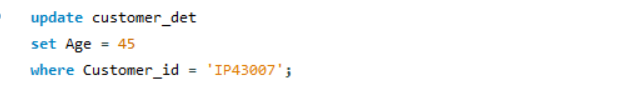 update customer_det
set Age = 45
where Customer_id = 'IP43007';